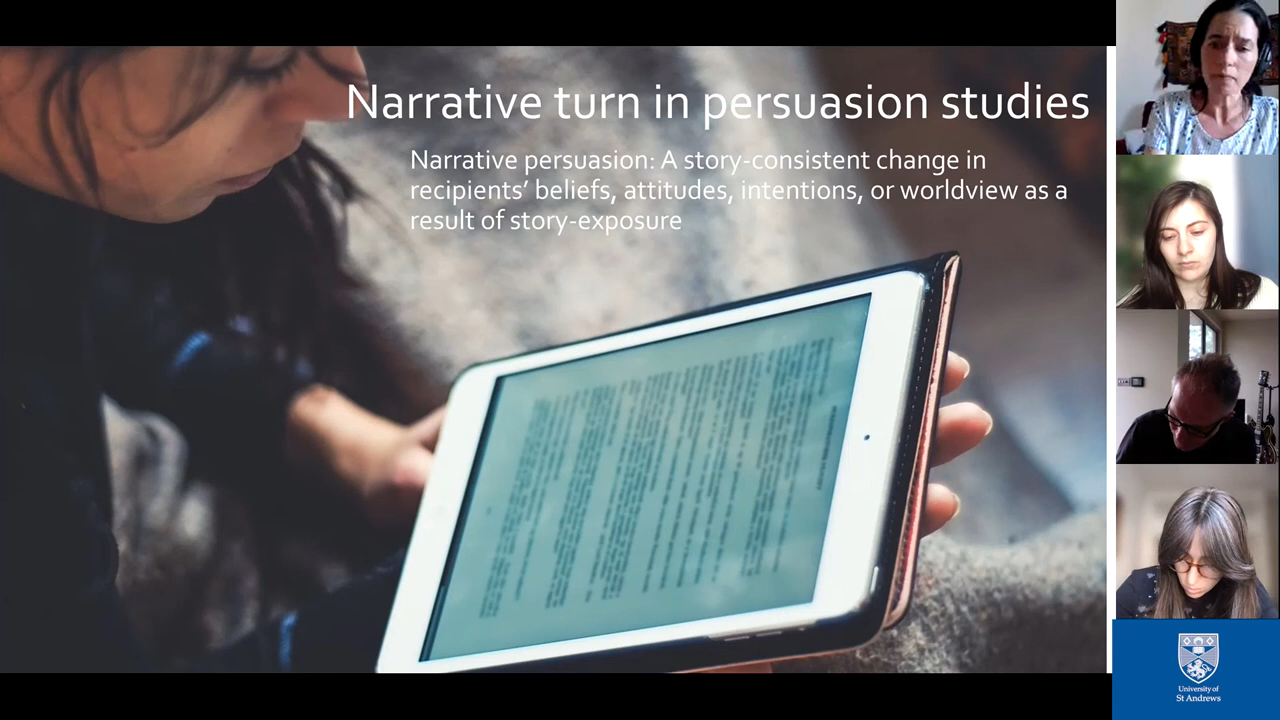 Narrative turn in persuasion studies
Narrative persuasion: A story-consistent change in
recipients’ beliefs, attitudes, intentions, or worldview as a
result of story-exposure
University of
St Andrews